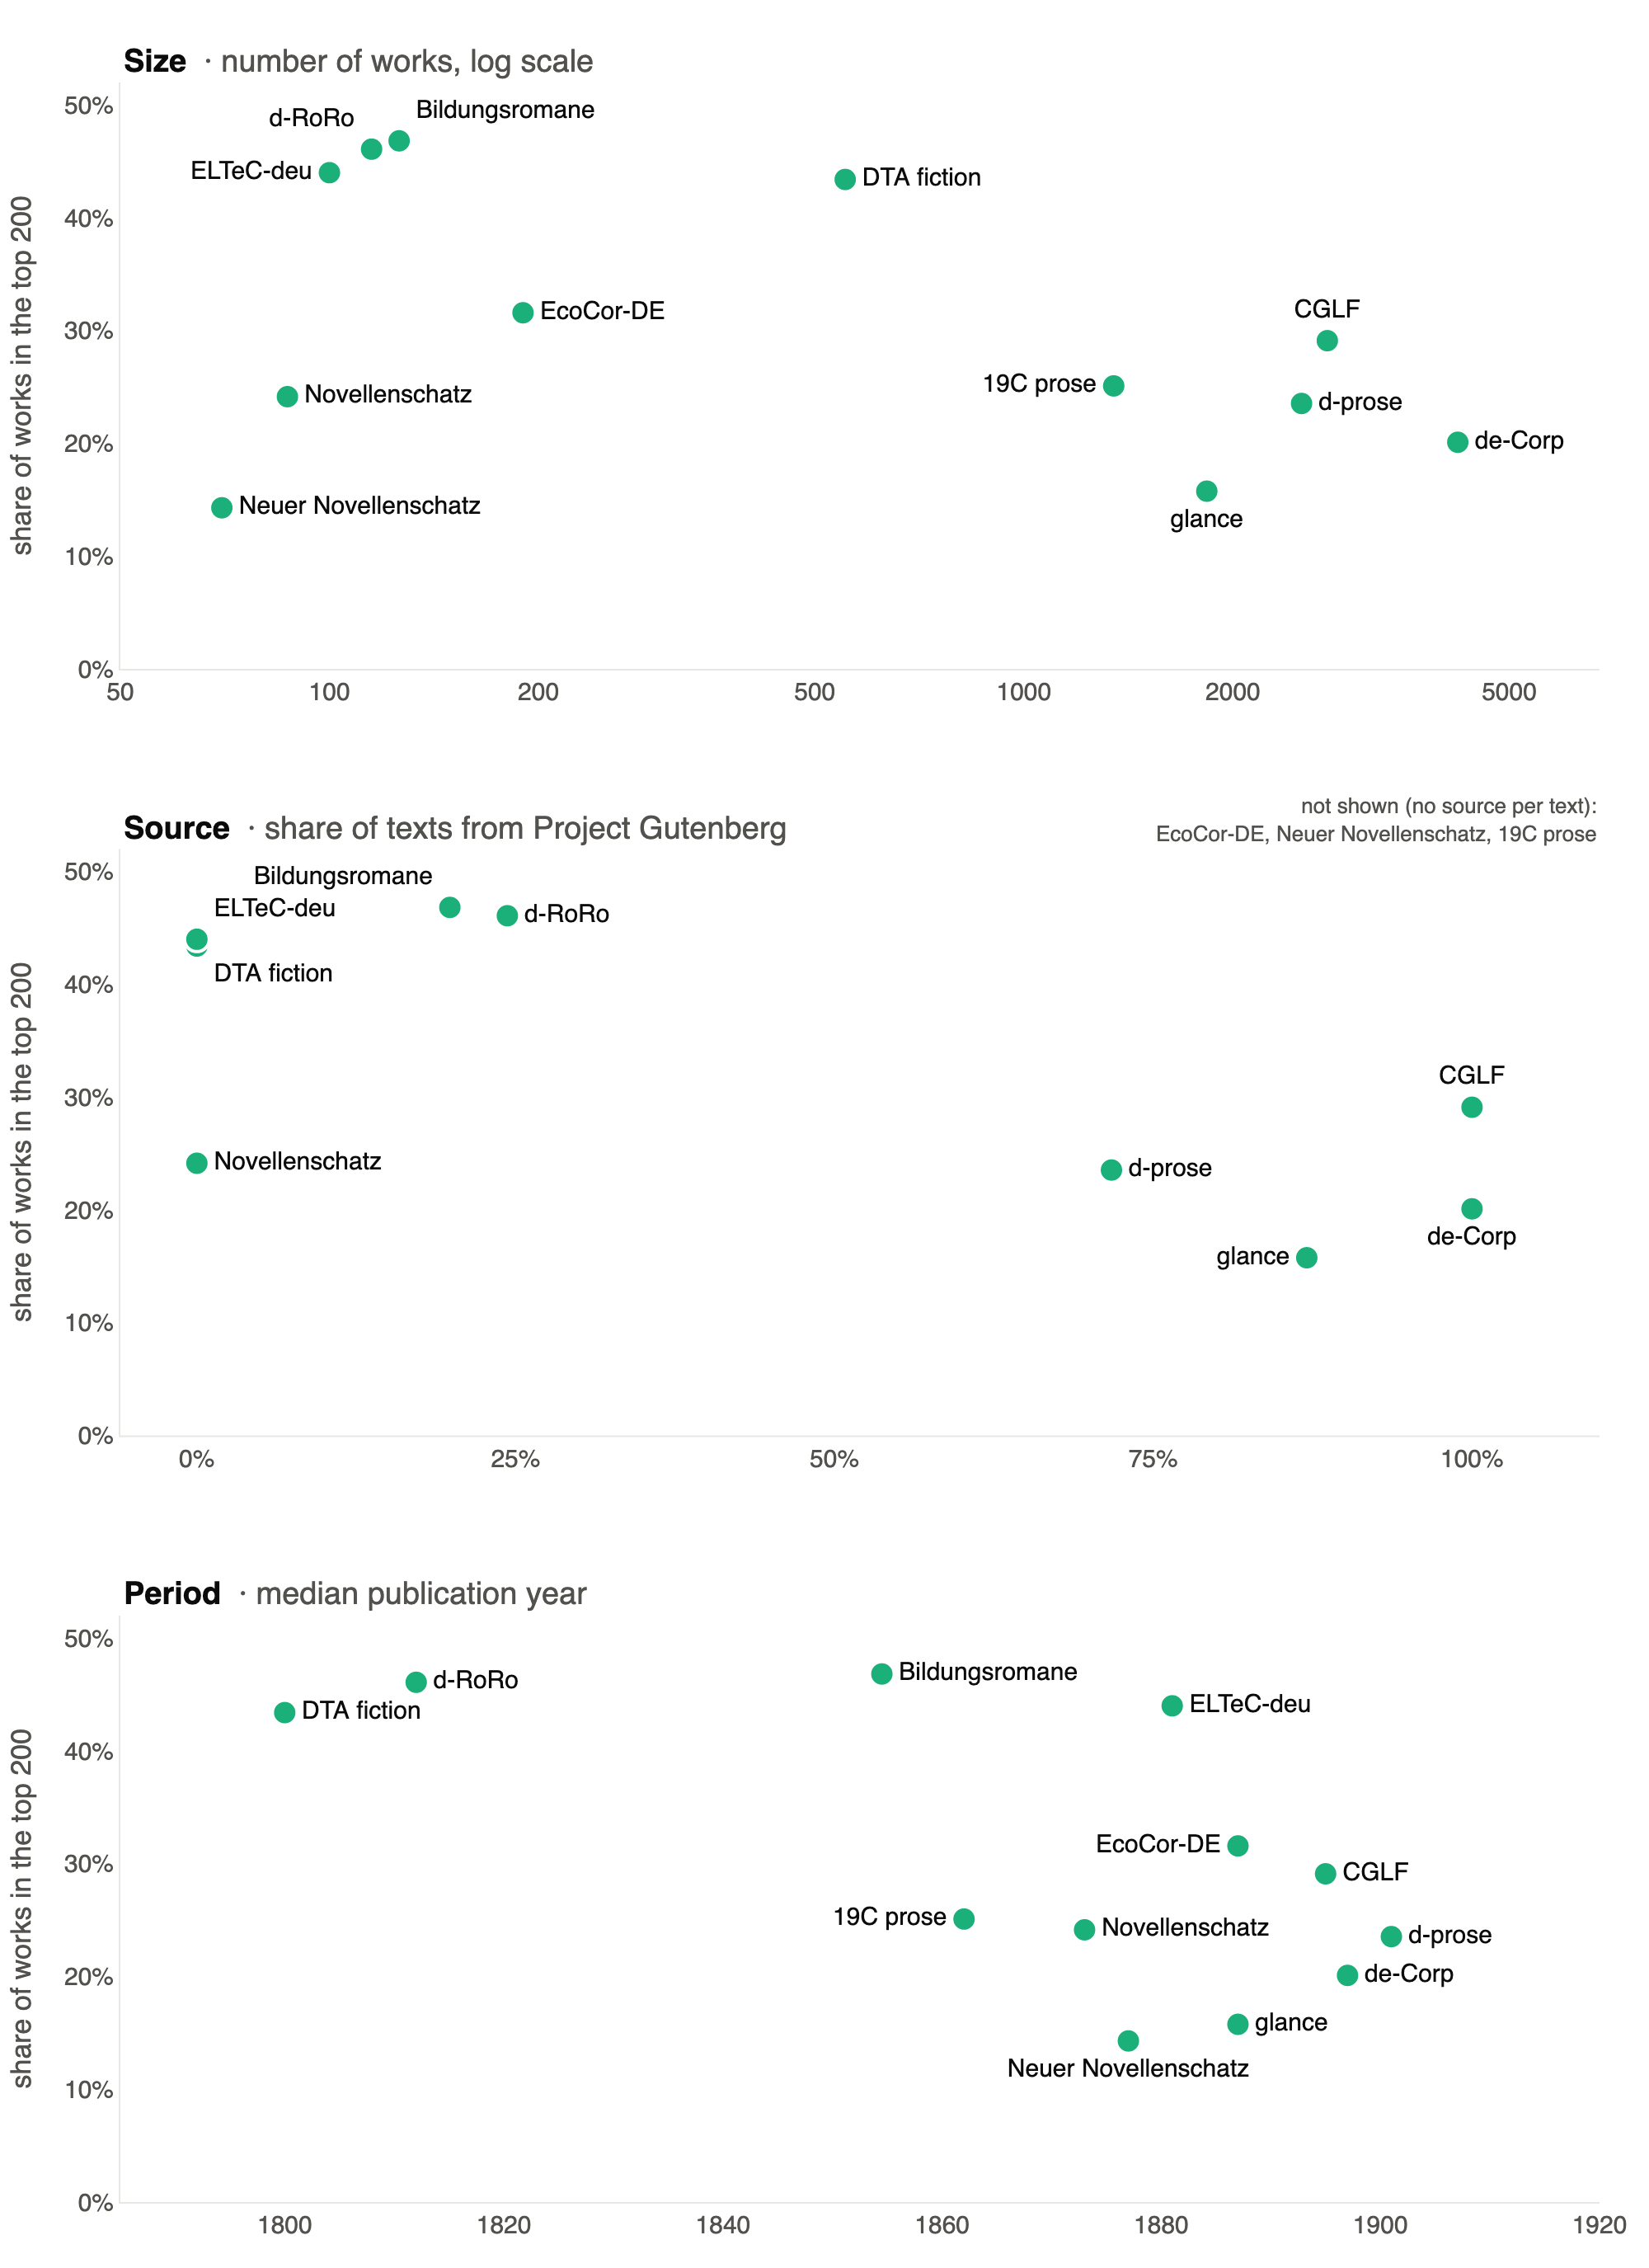 Size · number of works, log scale
share of works in the top 200
50%
40%
30%
20%
10%
0%
d-RoRo
Bildungsromane
ELTeC-deu
DTA fiction
EcoCor-DE
CGLF
Novellenschatz
19C prose
d-prose
de-Corp
Neuer Novellenschatz
glance
50 100 200 500 1000 2000 5000
not shown (no source per text):
EcoCor-DE, Neuer Novellenschatz, 19C prose
Source · share of texts from Project Gutenberg
share of works in the top 200
50%
40%
30%
20%
10%
0%
Bildungsromane
ELTeC-deu
d-RoRo
DTA fiction
CGLF
Novellenschatz
d-prose
de-Corp
glance
0% 25% 50% 75% 100%
Period · median publication year
share of works in the top 200
50%
40%
30%
20%
10%
0%
d-RoRo
Bildungsromane
DTA fiction
ELTeC-deu
EcoCor-DE
CGLF
19C prose
Novellenschatz
d-prose
de-Corp
glance
Neuer Novellenschatz
1800 1820 1840 1860 1880 1900 1920